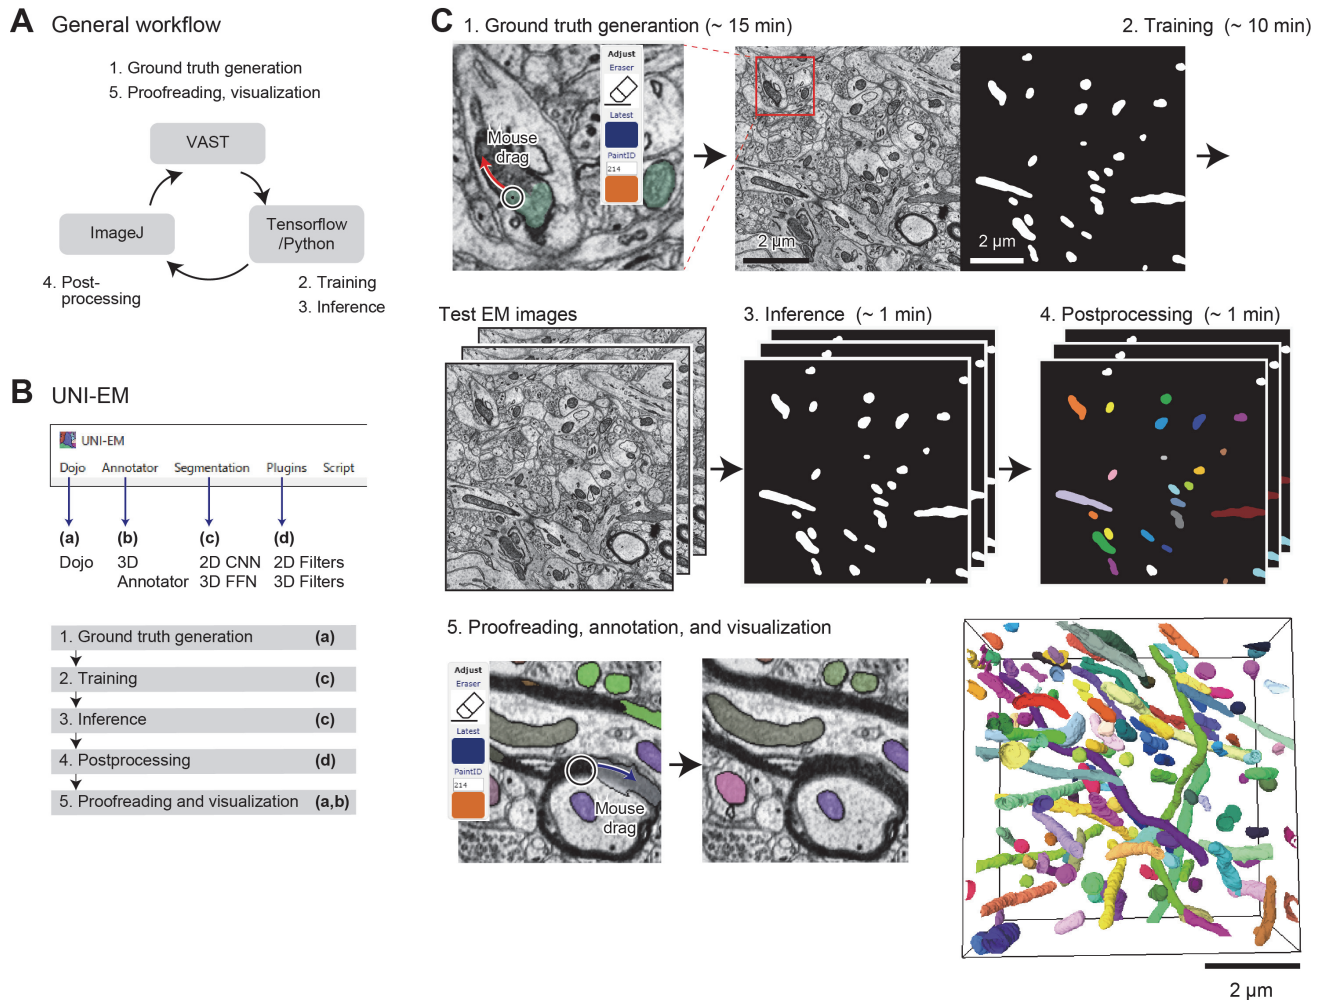 A General workflow
1. Ground truth generation
5. Proofreading, visualization
VAST
ImageJ
Tensorflow
/Python
4. Post-
processing
2. Training
3. Inference
B UNI-EM
UNI-EM
Dojo Annotator Segmentation Plugins Script
(a) (b) (c) (d)
Dojo 3D 2D CNN 2D Filters
Annotator 3D FFN 3D Filters
1. Ground truth generation (a)
2. Training (c)
3. Inference (c)
4. Postprocessing (d)
5. Proofreading and visualization (a,b)
C 1. Ground truth generantion (~ 15 min)
2. Training (~ 10 min)
Adjust
Eraser
Latest
PaintID
214
Mouse
drag
2 µm
2 µm
Test EM images
3. Inference (~ 1 min)
4. Postprocessing (~ 1 min)
5. Proofreading, annotation, and visualization
Adjust
Eraser
Latest
PaintID
214
Mouse
drag
2 µm